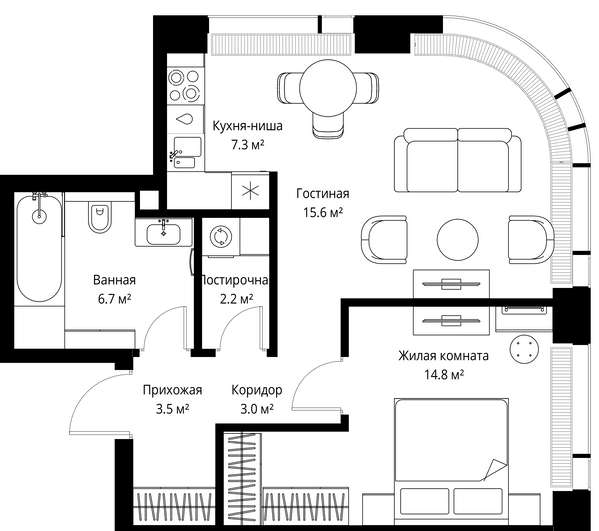 Кухня-ниша
7.3 м²
Гостиная
15.6 м²
Ванная
6.7 м²
Постирочна
2.2 м²
Жилая комната
14.8 м²
Прихожая
3.5 м²
Коридор
3.0 м²